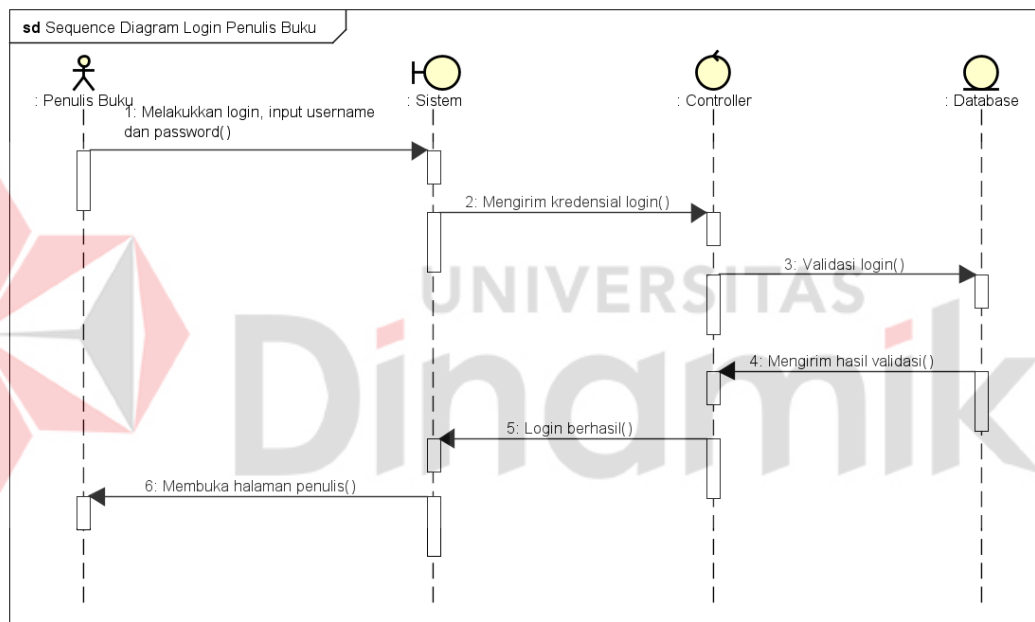 sd Sequence Diagram Login Penulis Buku
: Penulis Buku
: Sistem
: Controller
: Database
1: Melakukkan login, input username
dan password()
2: Mengirim kredensial login()
3: Validasi login()
UNIVERSITAS
Dinamik
4: Mengirim hasil validasi()
5: Login berhasil()
6: Membuka halaman penulis()